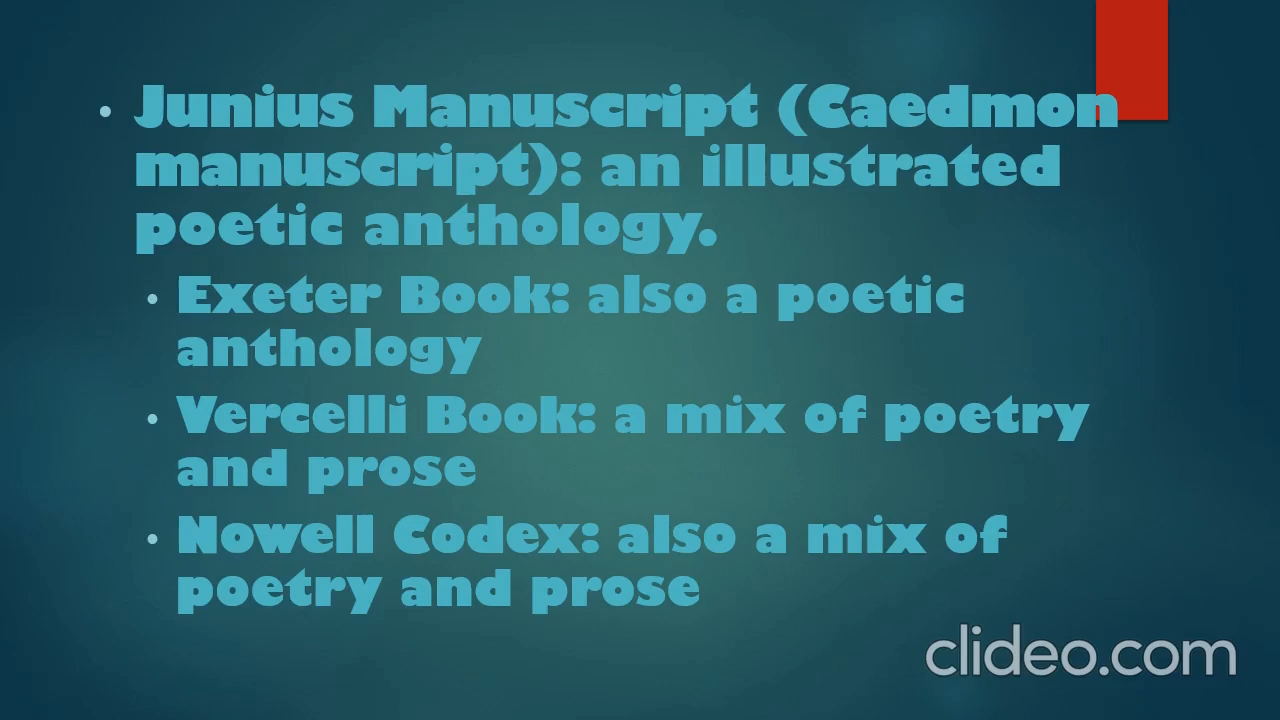 • Junius Manuscript (Caedmon
manuscript): an illustrated
poetic anthology.
• Exeter Book: also a poetic
anthology
• Vercelli Book: a mix of poetry
and prose
• Nowell Codex: also a mix of
poetry and prose
clideo.com